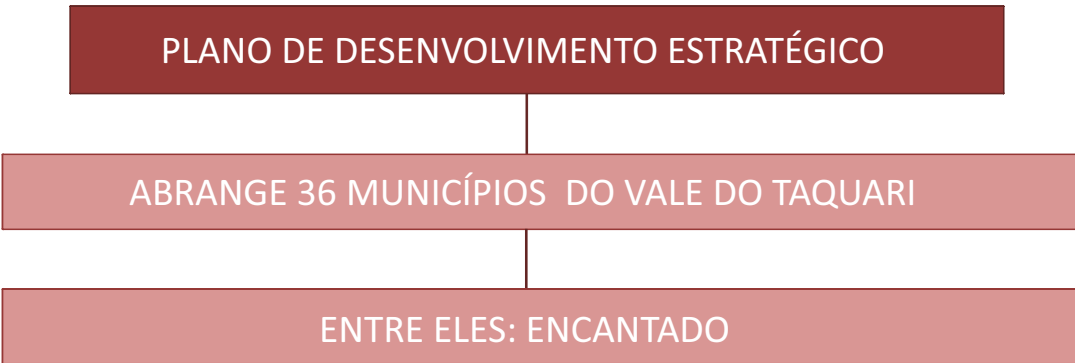 PLANO DE DESENVOLVIMENTO ESTRATÉGICO
ABRANGE 36 MUNICÍPIOS  DO VALE DO TAQUARI
ENTRE ELES: ENCANTADO